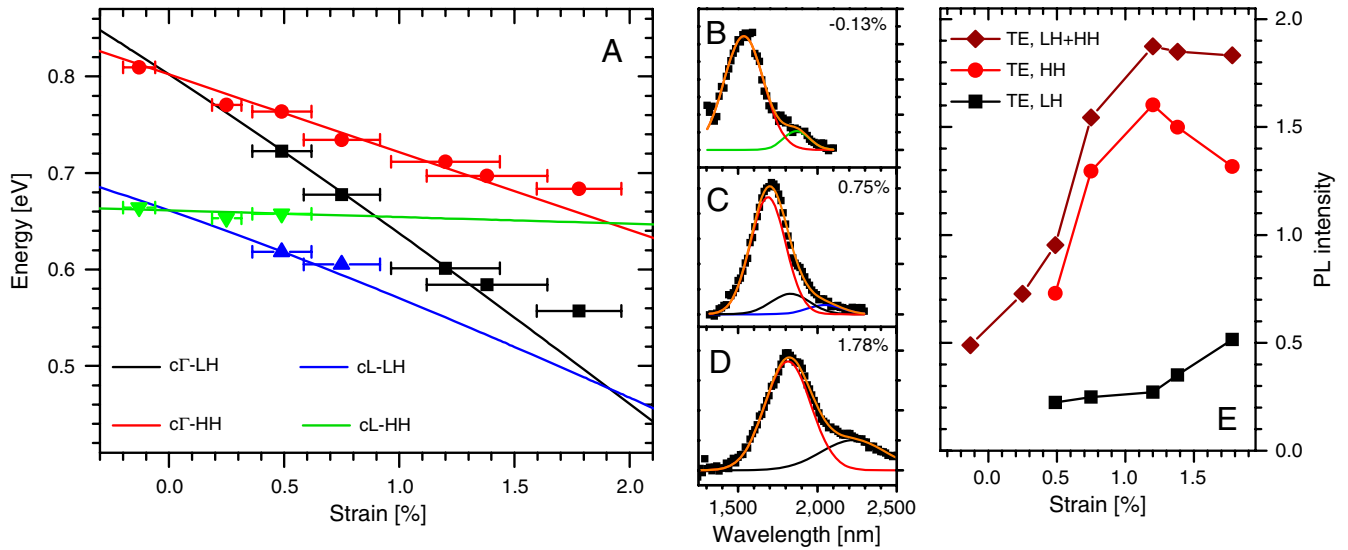 A
Energy [eV]
0.8
0.7
0.6
0.5
cΓ-LH
cL-LH
cΓ-HH
cL-HH
0.0
0.5
1.0
1.5
2.0
Strain [%]
B
-0.13%
C
0.75%
D
1.78%
1,500
2,000
2,500
Wavelength [nm]
TE, LH+HH
TE, HH
TE, LH
E
2.0
1.5
1.0
0.5
0.0
PL intensity
0.0
0.5
1.0
1.5
Strain [%]